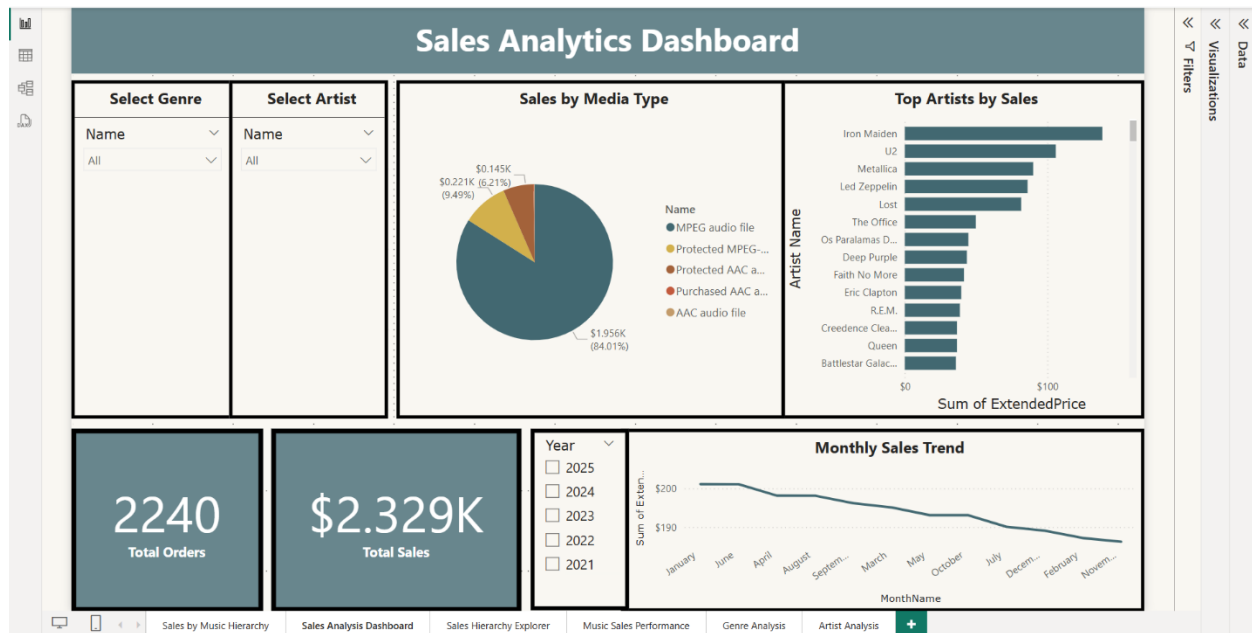 Sales Analytics Dashboard
Select Genre
Name
All
Select Artist
Name
All
Sales by Media Type
$0.145K
(6.21%)
$0.221K
(9.49%)
$1.956K
(84.01%)
Name
MPEG audio file
Protected MPEG-...
Protected AAC a...
Purchased AAC a...
AAC audio file
Top Artists by Sales
Artist Name
Iron Maiden
U2
Metallica
Led Zeppelin
Lost
The Office
Os Paralamas D...
Deep Purple
Faith No More
Eric Clapton
R.E.M.
Creedence Clea...
Queen
Battlestar Galac...
$0
$100
Sum of ExtendedPrice
Filters
Visualizations
Data
2240
Total Orders
$2.329K
Total Sales
Year
2025
2024
2023
2022
2021
Monthly Sales Trend
Sum of Exten...
$200
$190
January
June
April
August
Septem...
March
May
October
July
Decem...
February
Novem...
MonthName
Sales by Music Hierarchy
Sales Analysis Dashboard
Sales Hierarchy Explorer
Music Sales Performance
Genre Analysis
Artist Analysis
+